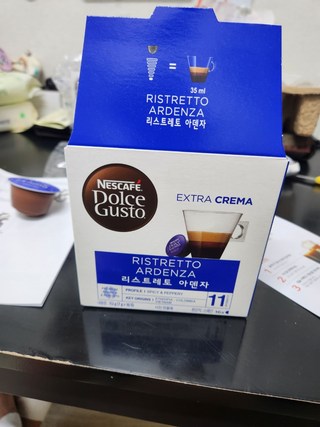 =
35 ml
RISTRETTO
ARDENZA
리스트레토 아덴자
NESCAFÉ
Dolce
Gusto
EXTRA CREMA
RISTRETTO
ARDENZA
리스트레토 아덴자
11